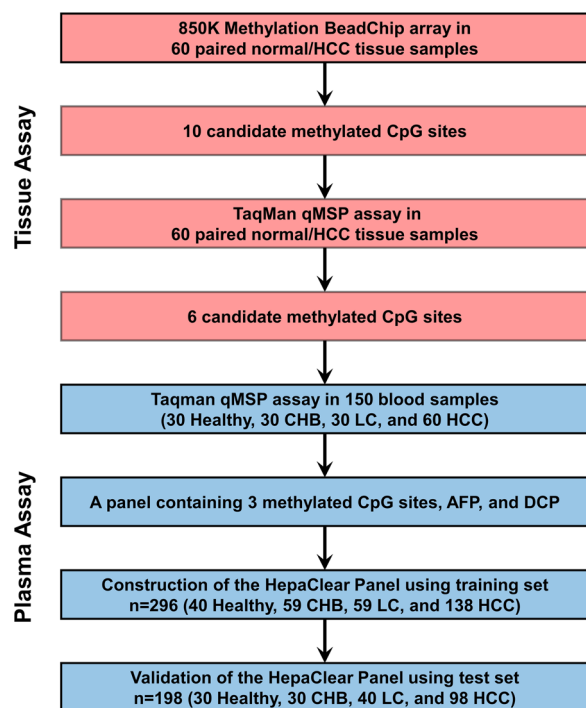 Tissue Assay
850K Methylation BeadChip array in
60 paired normal/HCC tissue samples
10 candidate methylated CpG sites
TaqMan qMSP assay in
60 paired normal/HCC tissue samples
6 candidate methylated CpG sites
Plasma Assay
Taqman qMSP assay in 150 blood samples
(30 Healthy, 30 CHB, 30 LC, and 60 HCC)
A panel containing 3 methylated CpG sites, AFP, and DCP
Construction of the HepaClear Panel using training set
n=296 (40 Healthy, 59 CHB, 59 LC, and 138 HCC)
Validation of the HepaClear Panel using test set
n=198 (30 Healthy, 30 CHB, 40 LC, and 98 HCC)